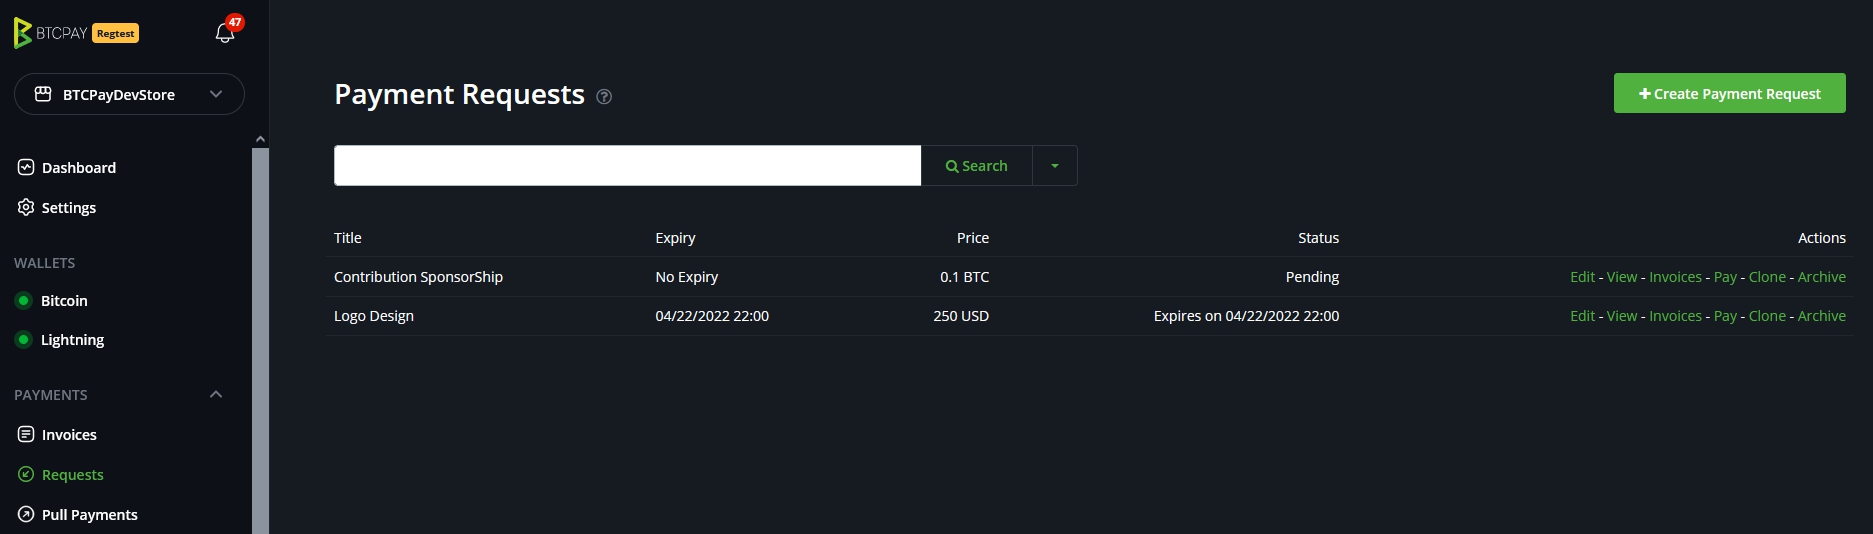 BTCPAY Regtest 47
BTCPayDevStore
Dashboard
Settings
WALLETS
Bitcoin
Lightning
PAYMENTS
Invoices
Requests
Pull Payments
Payment Requests ?
+ Create Payment Request
Search
Title Expiry Price Status Actions
Contribution SponsorShip No Expiry 0.1 BTC Pending Edit - View - Invoices - Pay - Clone - Archive
Logo Design 04/22/2022 22:00 250 USD Expires on 04/22/2022 22:00 Edit - View - Invoices - Pay - Clone - Archive